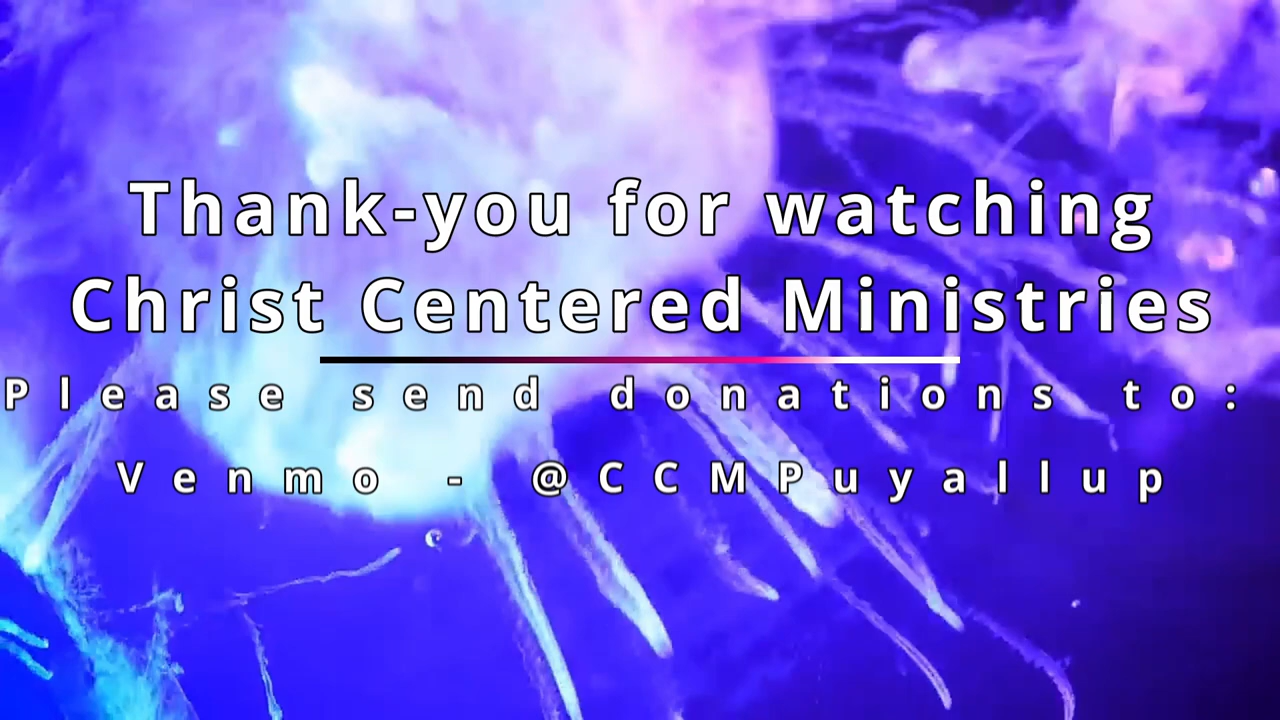 Thank-you for watching
Christ Centered Ministries
Please send donations to:
Venmo - @CCMPuyallup